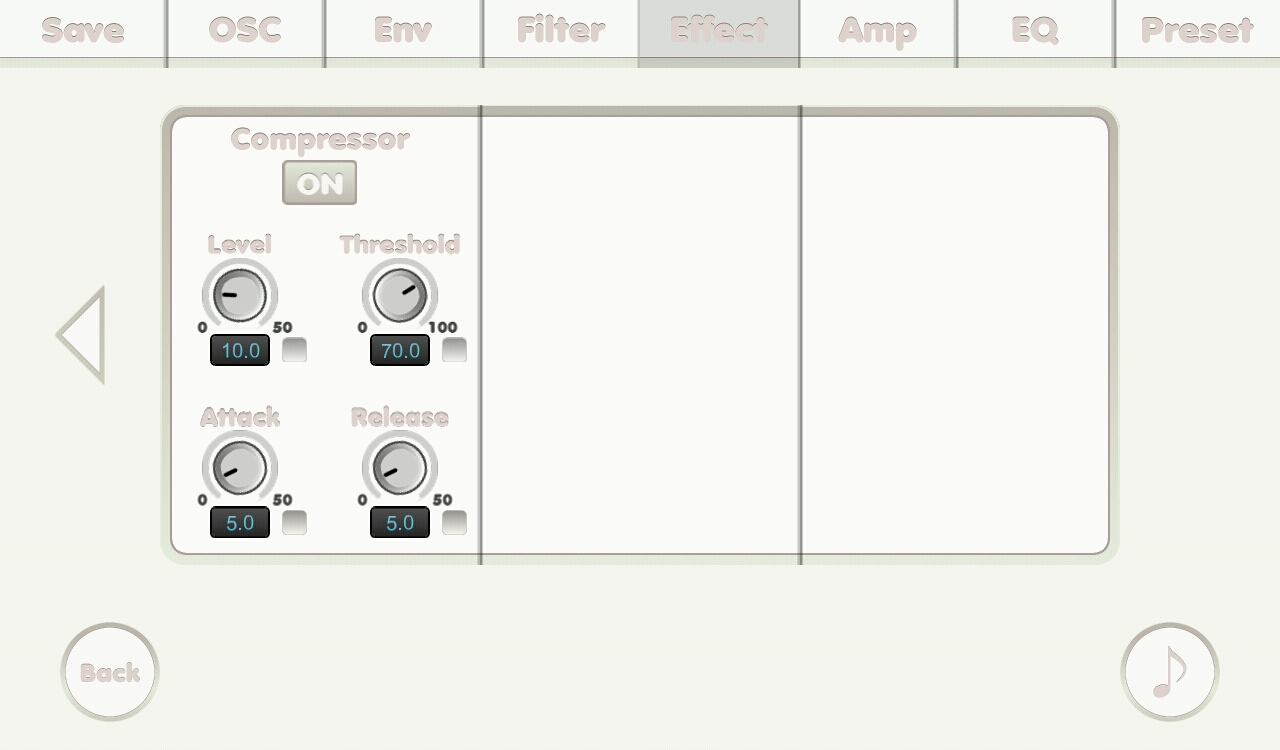 Save OSC Env Filter Effect Amp EQ Preset
Compressor
ON
Level Threshold
0 50 0 100
10.0 70.0
Attack Release
0 50 0 50
5.0 5.0
Back